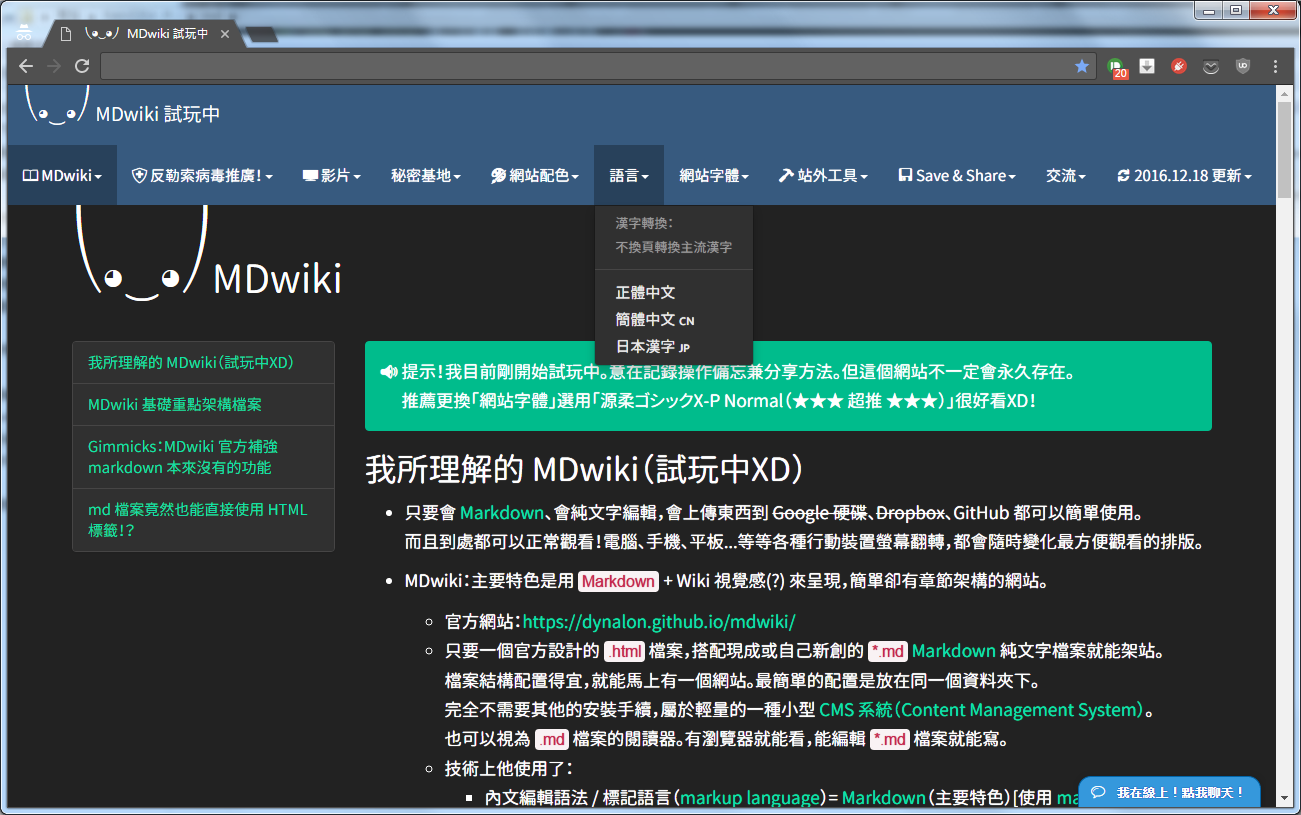 MDwiki 試玩中
20
MDwiki 試玩中
MDwiki 反勒索病毒推廣! 影片 秘密基地 網站配色 語言 網站字體 站外工具 Save & Share 交流 2016.12.18 更新
漢字轉換:
不換頁轉換主流漢字
正體中文
簡體中文 CN
日本漢字 JP
MDwiki
我所理解的 MDwiki(試玩中XD)
MDwiki 基礎重點架構檔案
Gimmicks:MDwiki 官方補強
markdown 本來沒有的功能
md 檔案竟然也能直接使用 HTML
標籤!?
提示!我目前剛開始試玩中。意在記錄操作備忘兼分享方法。但這個網站不一定會永久存在。
推薦更換「網站字體」選用「源柔ゴシックX-P Normal(★★★ 超推 ★★★)」很好看XD!
我所理解的 MDwiki(試玩中XD)
只要會 Markdown、會純文字編輯,會上傳東西到 Google 硬碟、Dropbox、GitHub 都可以簡單使用。
而且到處都可以正常觀看!電腦、手機、平板...等等各種行動裝置螢幕翻轉,都會隨時變化最方便觀看的排版。
MDwiki:主要特色是用 Markdown + Wiki 視覺感(?) 來呈現,簡單卻有章節架構的網站。
官方網站:https://dynalon.github.io/mdwiki/
只要一個官方設計的 .html 檔案,搭配現成或自己新創的 *.md Markdown 純文字檔案就能架站。
檔案結構配置得宜,就能馬上有一個網站。最簡單的配置是放在同一個資料夾下。
完全不需要其他的安裝手續,屬於輕量的一種小型 CMS 系統(Content Management System)。
也可以視為 .md 檔案的閱讀器。有瀏覽器就能看,能編輯 *.md 檔案就能寫。
技術上他使用了:
內文編輯語法 / 標記語言(markup language)= Markdown(主要特色)[使用 ma
我在線上!點我聊天!